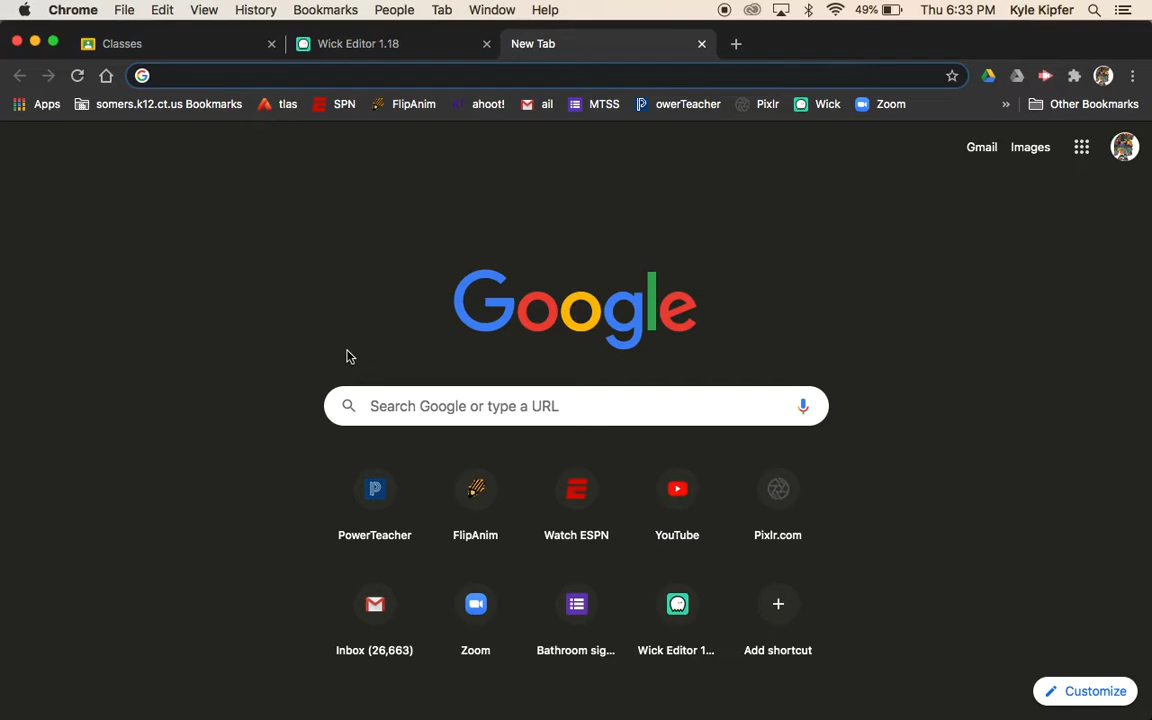 Chrome File Edit View History Bookmarks People Tab Window Help 49% Thu 6:33 PM Kyle Kipfer
Classes Wick Editor 1.18 New Tab
Apps somers.k12.ct.us Bookmarks tlas SPN FlipAnim ahoot! ail MTSS owerTeacher Pixlr Wick Zoom » Other Bookmarks
Gmail Images
Google
Search Google or type a URL
PowerTeacher FlipAnim Watch ESPN YouTube Pixlr.com
Inbox (26,663) Zoom Bathroom sig... Wick Editor 1... Add shortcut
Customize